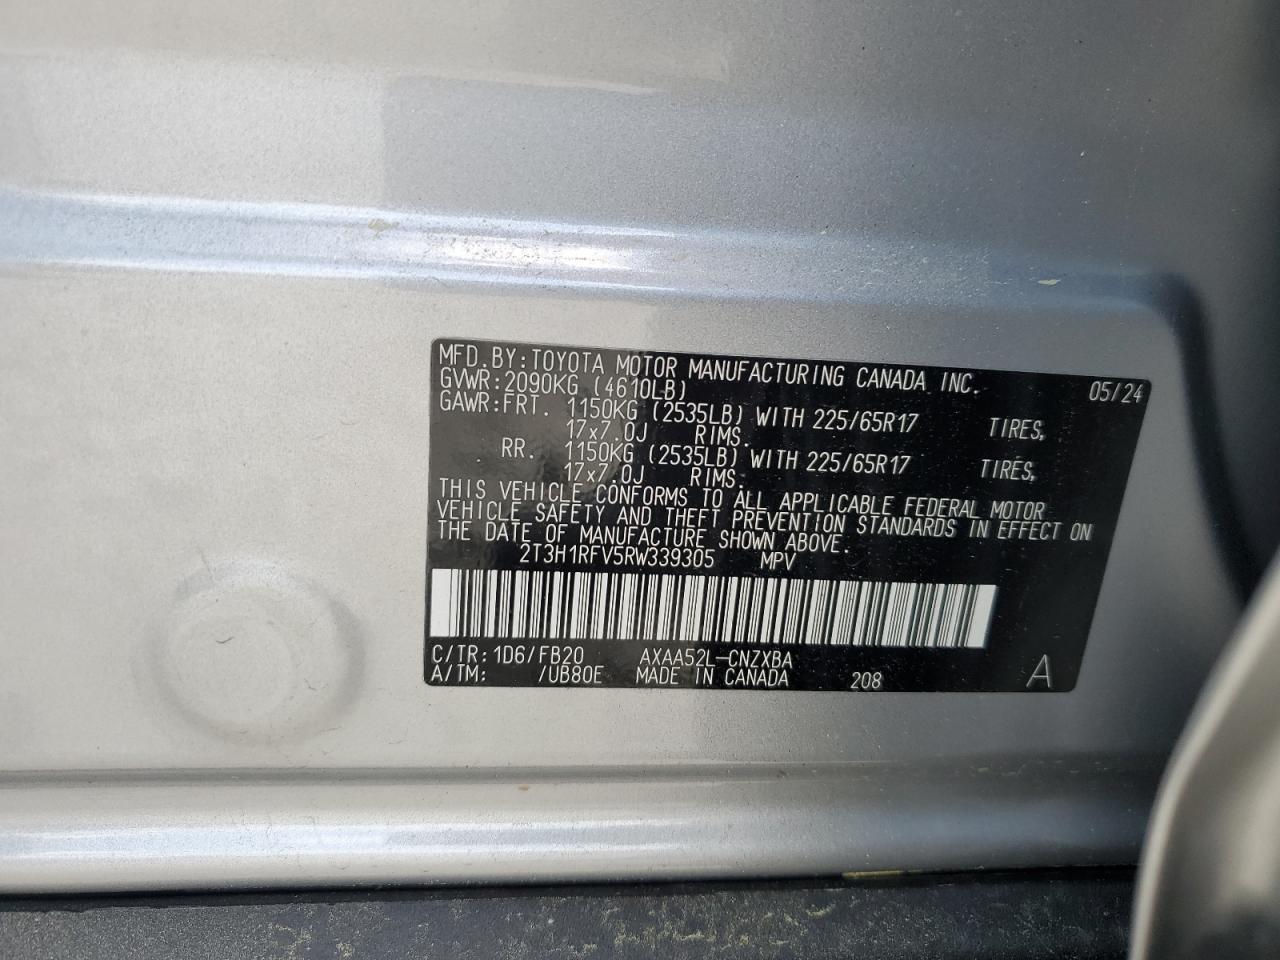 MFD.BY:TOYOTA MOTOR MANUFACTURING CANADA INC. 05/24
GVWR:2090KG (4610LB)
GAWR:FRT. 1150KG (2535LB) WITH 225/65R17 TIRES,
17x7.0J RIMS.
RR. 1150KG (2535LB) WITH 225/65R17 TIRES,
17x7.0J RIMS.
THIS VEHICLE CONFORMS TO ALL APPLICABLE FEDERAL MOTOR
VEHICLE SAFETY AND THEFT PREVENTION STANDARDS IN EFFECT ON
THE DATE OF MANUFACTURE SHOWN ABOVE.
2T3H1RFV5RW339305 MPV
C/TR:1D6/FB20 AXAA52L-CNZXBA
A/TM: /UB80E MADE IN CANADA 208 A